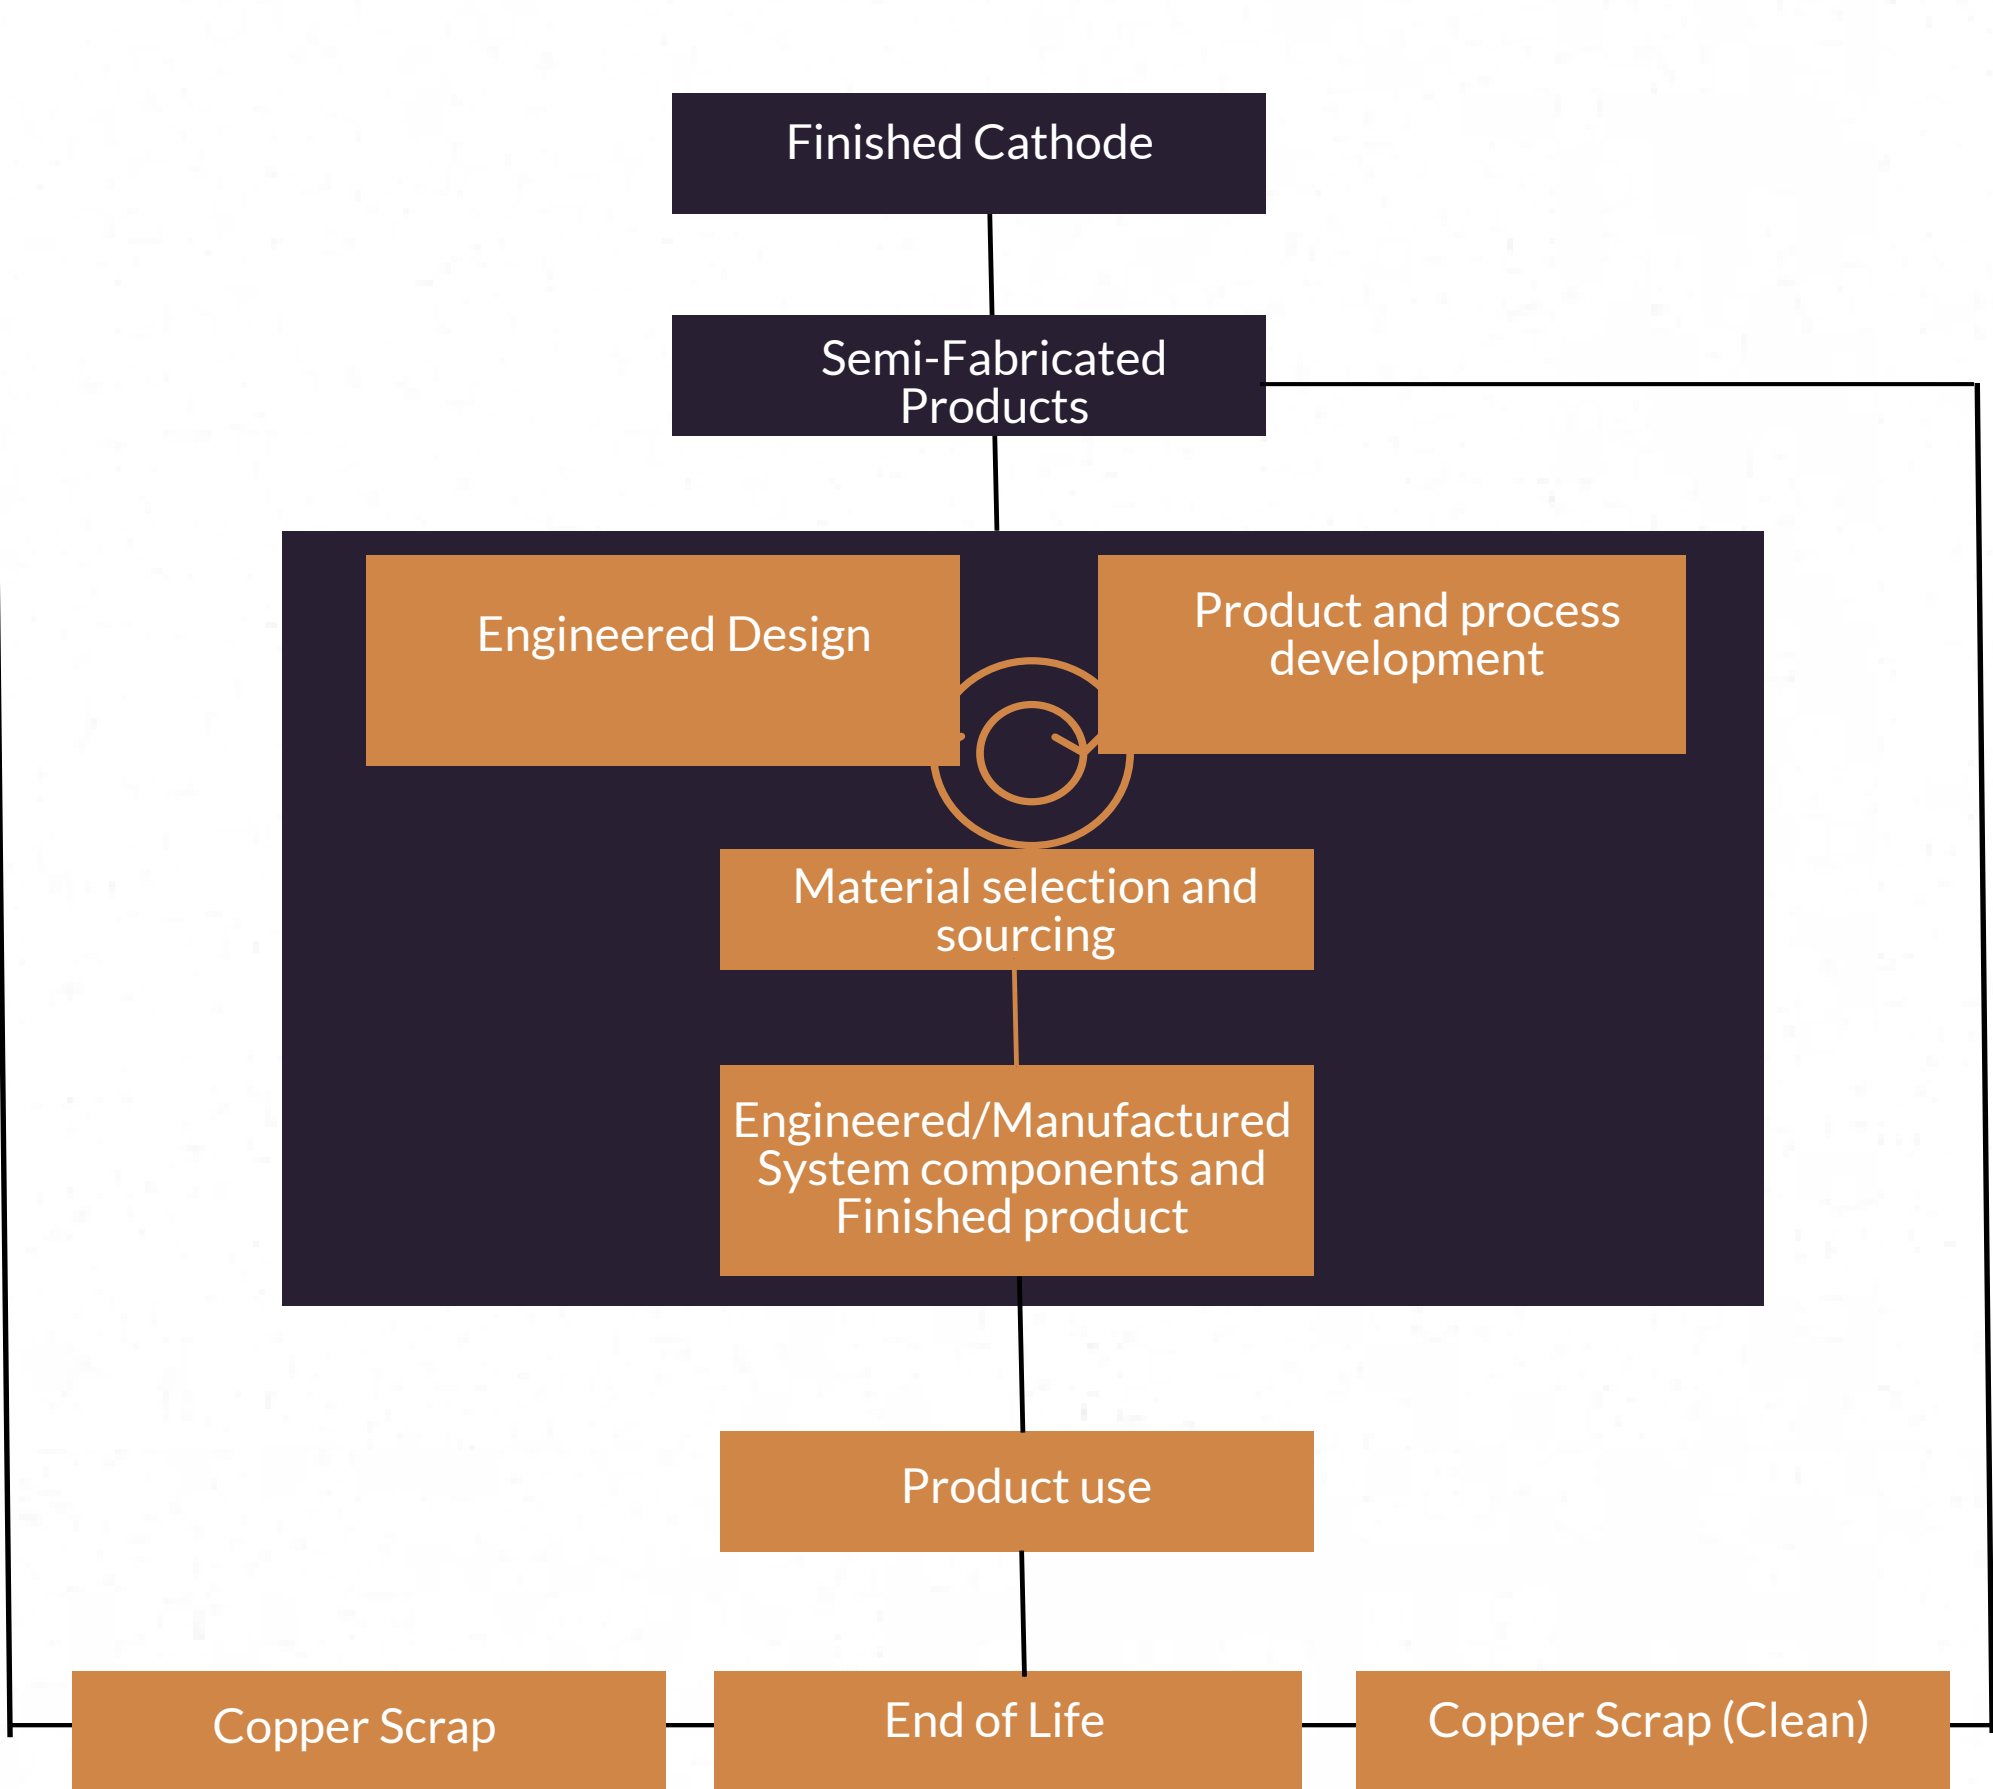 Finished Cathode
Semi-Fabricated
Products
Engineered Design
Product and process
development
Material selection and
sourcing
Engineered/Manufactured
System components and
Finished product
Product use
Copper Scrap
End of Life
Copper Scrap (Clean)